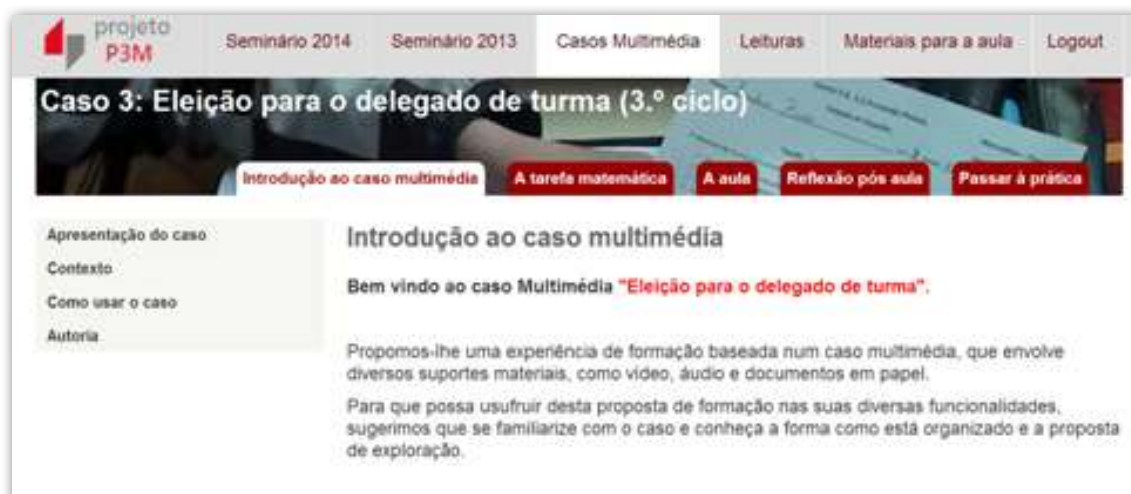 projeto
P3M
Seminário 2014 Seminário 2013 Casos Multimédia Leituras Materiais para a aula Logout
Caso 3: Eleição para o delegado de turma (3.º ciclo)
Introdução ao caso multimédia A tarefa matemática A aula Reflexão pós aula Passar à prática
Apresentação do caso
Contexto
Como usar o caso
Autoria
Introdução ao caso multimédia
Bem vindo ao caso Multimédia "Eleição para o delegado de turma".
Propomos-lhe uma experiência de formação baseada num caso multimédia, que envolve
diversos suportes materiais, como vídeo, áudio e documentos em papel.
Para que possa usufruir desta proposta de formação nas suas diversas funcionalidades,
sugerimos que se familiarize com o caso e conheça a forma como está organizado e a proposta
de exploração.